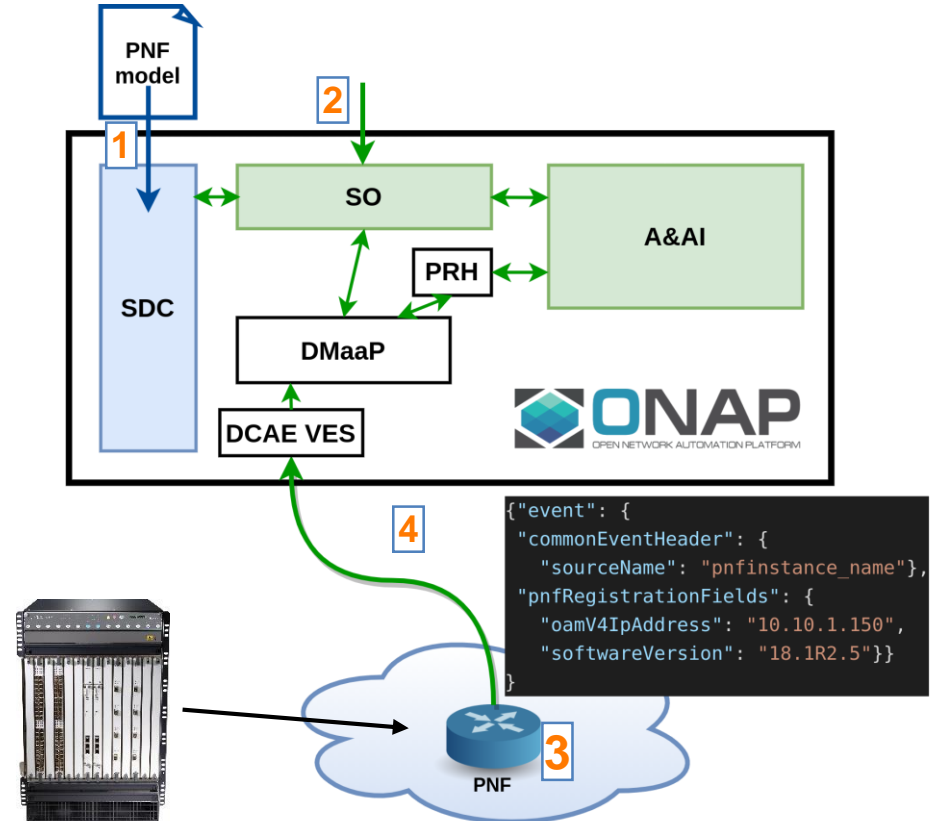 PNF
model
1
2
SO
A&AI
PRH
SDC
DMaaP
DCAE VES
ONAP
OPEN NETWORK AUTOMATION PLATFORM
4
{"event": {
"commonEventHeader": {
"sourceName": "pnfinstance_name"},
"pnfRegistrationFields": {
"oamV4IpAddress": "10.10.1.150",
"softwareVersion": "18.1R2.5"}}
}
3
PNF